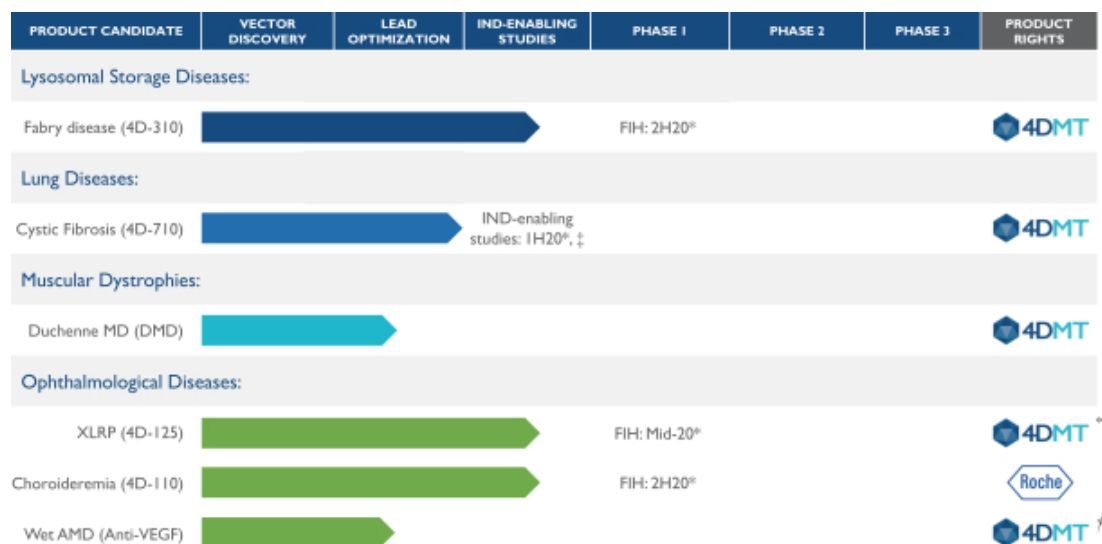 PRODUCT CANDIDATE
VECTOR
DISCOVERY
LEAD
OPTIMIZATION
IND-ENABLING
STUDIES
PHASE 1
PHASE 2
PHASE 3
PRODUCT
RIGHTS
Lysosomal Storage Diseases:
Fabry disease (4D-310)
FIH: 2H20*
4DMT
Lung Diseases:
Cystic Fibrosis (4D-710)
IND-enabling
studies: 1H20*, ‡
4DMT
Muscular Dystrophies:
Duchenne MD (DMD)
4DMT
Ophthalmological Diseases:
XLRP (4D-125)
FIH: Mid-20*
4DMT
Choroideremia (4D-110)
FIH: 2H20*
Roche
Wet AMD (Anti-VEGF)
4DMT